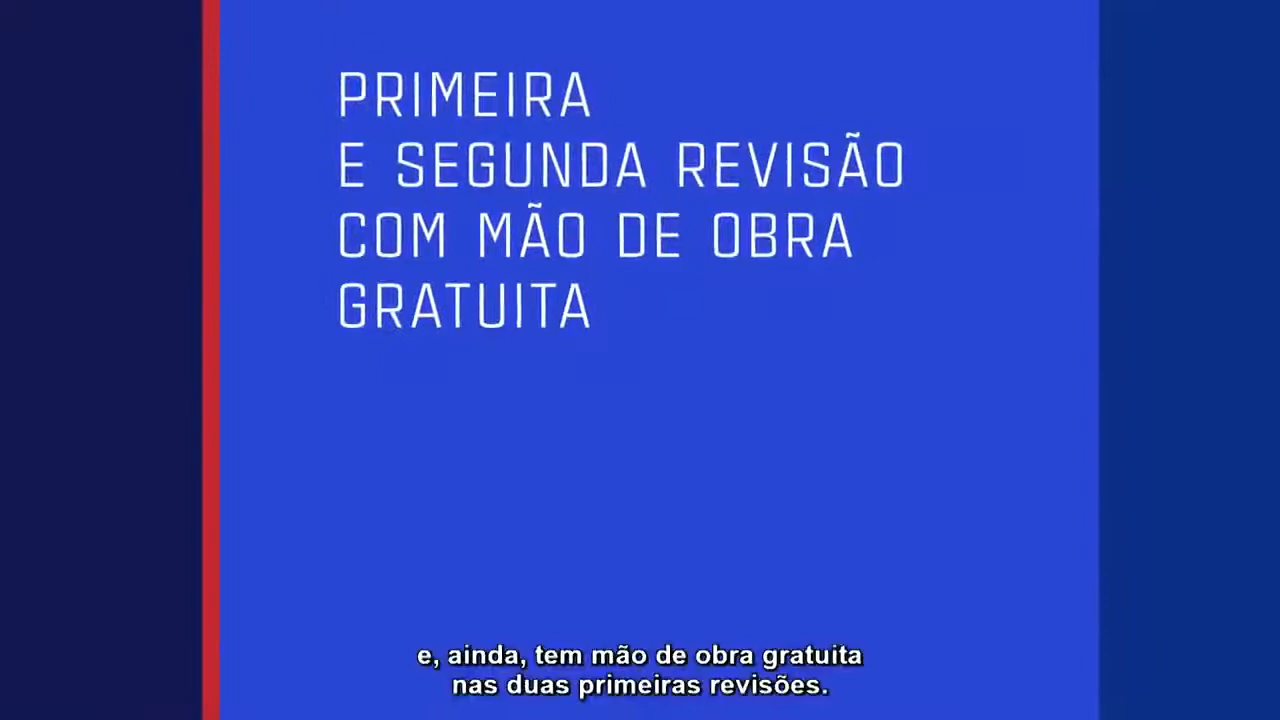 PRIMEIRA
E SEGUNDA REVISÃO
COM MÃO DE OBRA
GRATUITA
e, ainda, tem mão de obra gratuita
nas duas primeiras revisões.